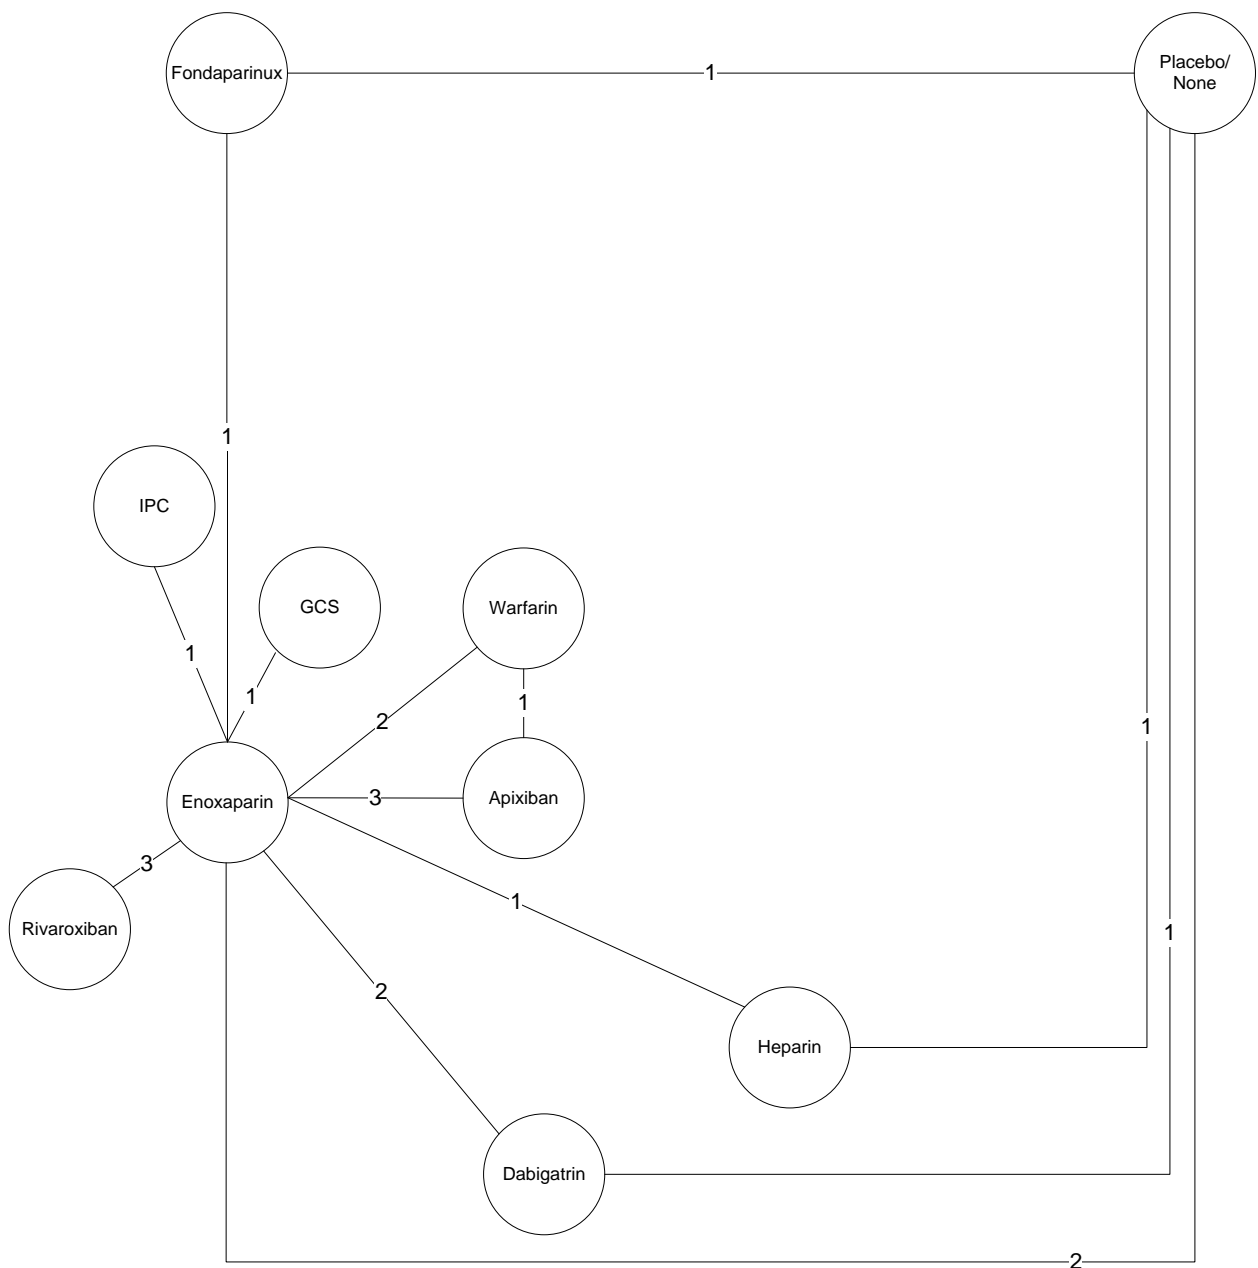 Fondaparinux
1
Placebo/
None
1
IPC
GCS
Warfarin
1
1
1
2
1
Enoxaparin
3
Apixiban
3
1
Rivaroxiban
1
2
Heparin
Dabigatrin
2